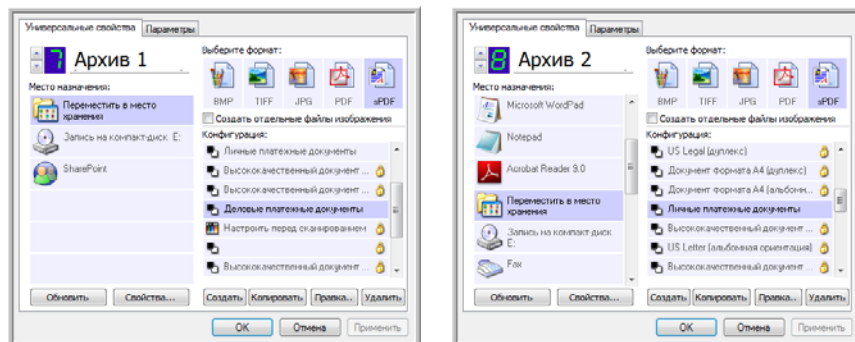 Универсальные свойства Параметры
7 Архив 1
Выберите формат:
BMP TIFF JPG PDF sPDF
Место назначения:
Создать отдельные файлы изображения
Переместить в место хранения
Запись на компакт-диск E:
SharePoint
Конфигурация:
Личные платежные документы
Высококачественный документ ...
Высококачественный документ ...
Деловые платежные документы
Настроить перед сканированием
Высококачественный документ ...
Обновить Свойства... Создать Копировать Правка.. Удалить
OK Отмена Применить
Универсальные свойства Параметры
8 Архив 2
Выберите формат:
BMP TIFF JPG PDF sPDF
Место назначения:
Создать отдельные файлы изображения
Microsoft WordPad
Notepad
Acrobat Reader 9.0
Переместить в место хранения
Запись на компакт-диск E:
Fax
Конфигурация:
US Legal (дуплекс)
Документ формата A4 (дуплекс)
Документ формата A4 (альбомн...
Личные платежные документы
Высококачественный документ ...
US Letter (альбомная ориентация)
Высококачественный документ ...
Обновить Свойства... Создать Копировать Правка.. Удалить
OK Отмена Применить